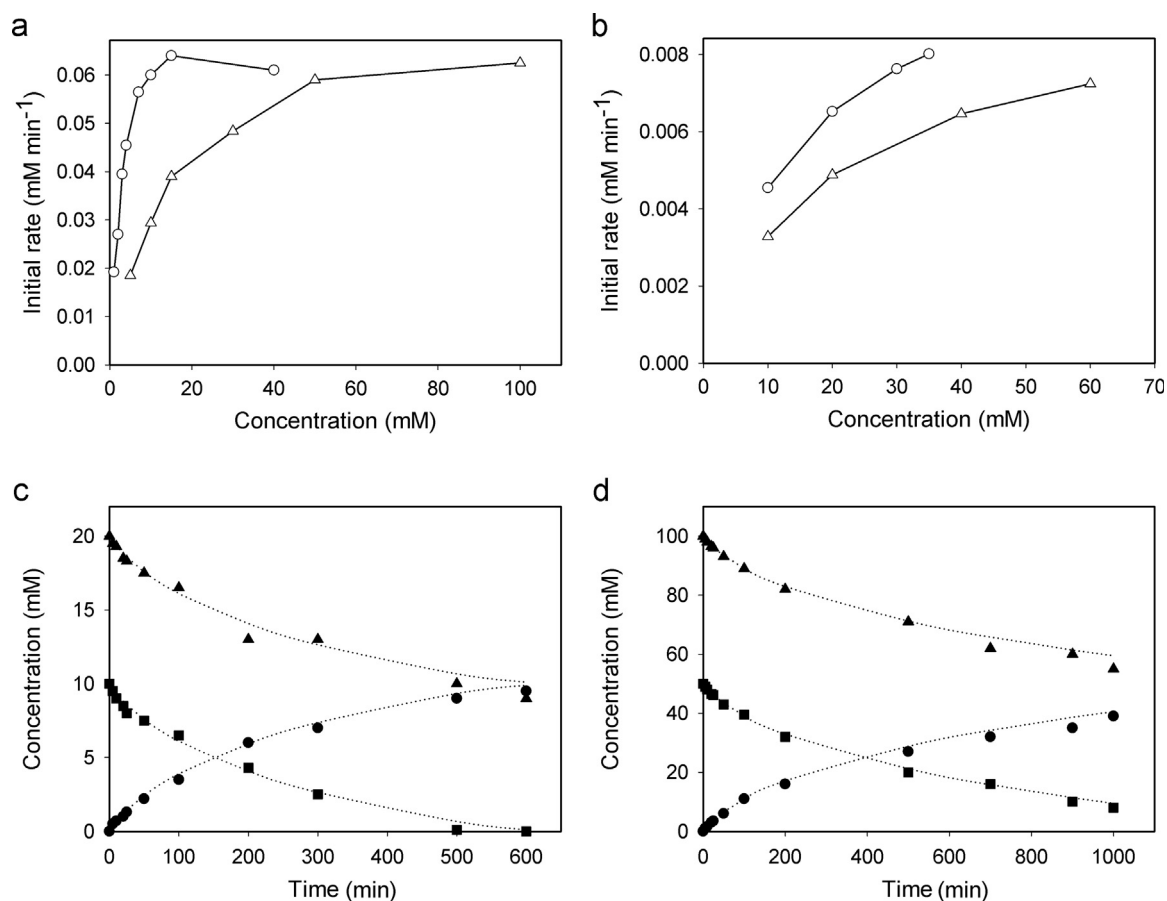 a
Initial rate (mM min-1)
0.06
0.05
0.04
0.03
0.02
0.01
0.00
0 20 40 60 80 100
Concentration (mM)
b
Initial rate (mM min-1)
0.008
0.006
0.004
0.002
0.000
0 10 20 30 40 50 60 70
Concentration (mM)
c
Concentration (mM)
20
15
10
5
0
0 100 200 300 400 500 600
Time (min)
d
Concentration (mM)
100
80
60
40
20
0
0 200 400 600 800 1000
Time (min)